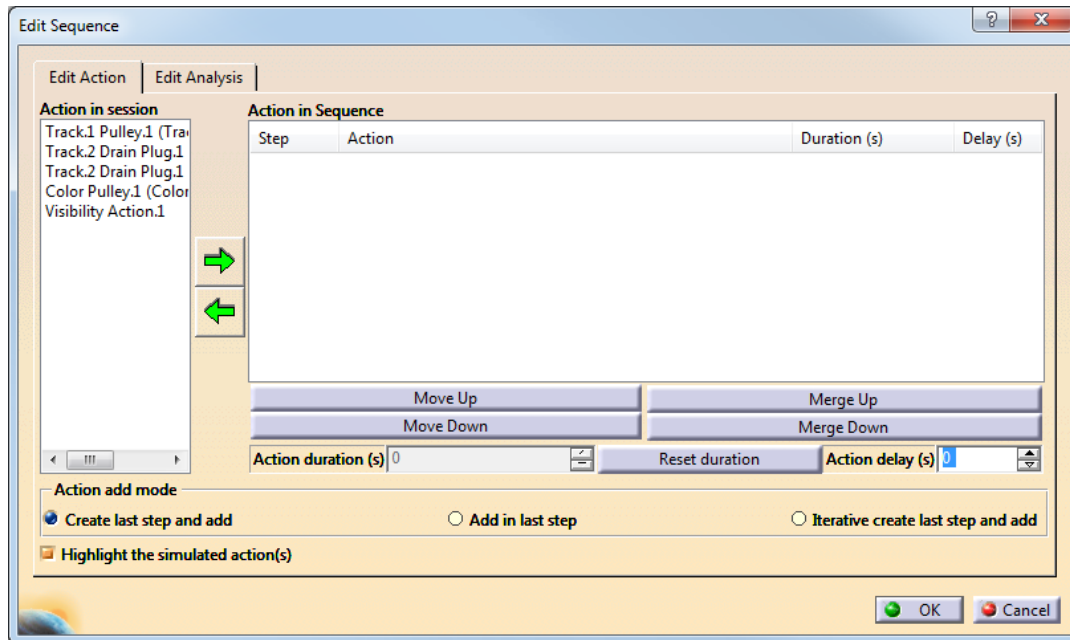 Edit Sequence
Edit Action
Edit Analysis
Action in session
Track.1 Pulley.1 (Tra
Track.2 Drain Plug.1
Track.2 Drain Plug.1
Color Pulley.1 (Color
Visibility Action.1
Action in Sequence
Step Action Duration (s) Delay (s)
Move Up Merge Up
Move Down Merge Down
Action duration (s) 0 Reset duration Action delay (s) 0
Action add mode
Create last step and add Add in last step Iterative create last step and add
Highlight the simulated action(s)
OK Cancel